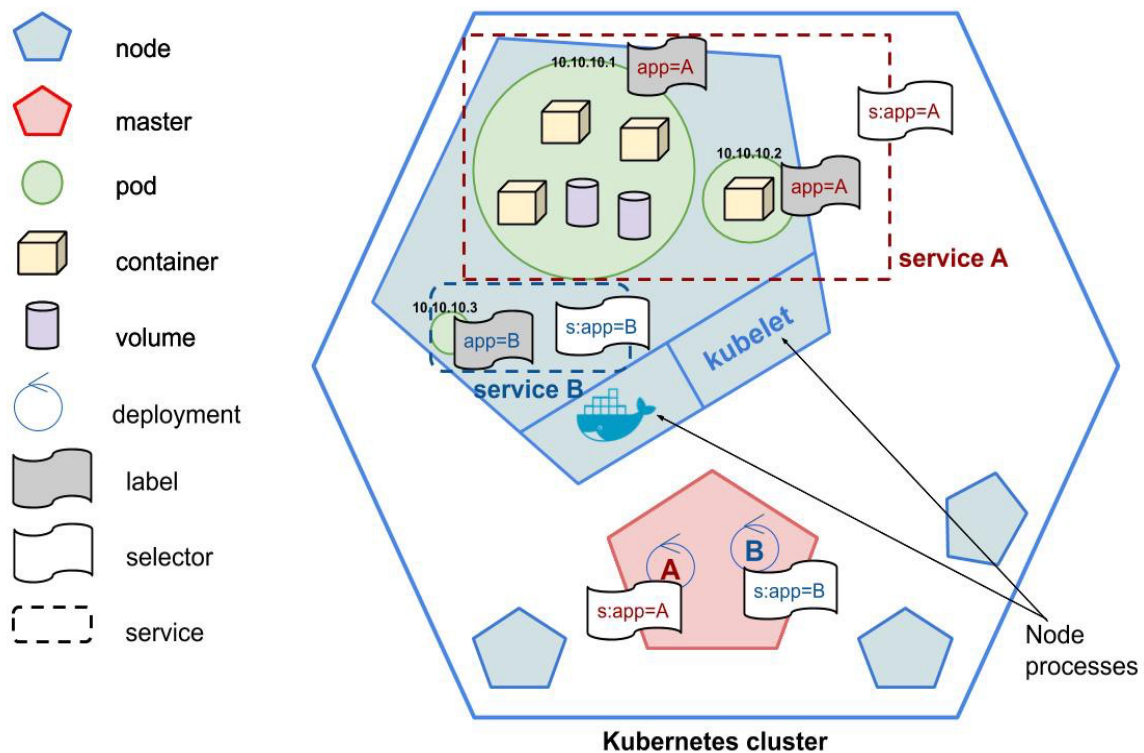 node
master
pod
container
volume
deployment
label
selector
service
10.10.10.1
app=A
s:app=A
10.10.10.2
app=A
service A
10.10.10.3
app=B
s:app=B
service B
kubelet
A
B
s:app=A
s:app=B
Node
processes
Kubernetes cluster